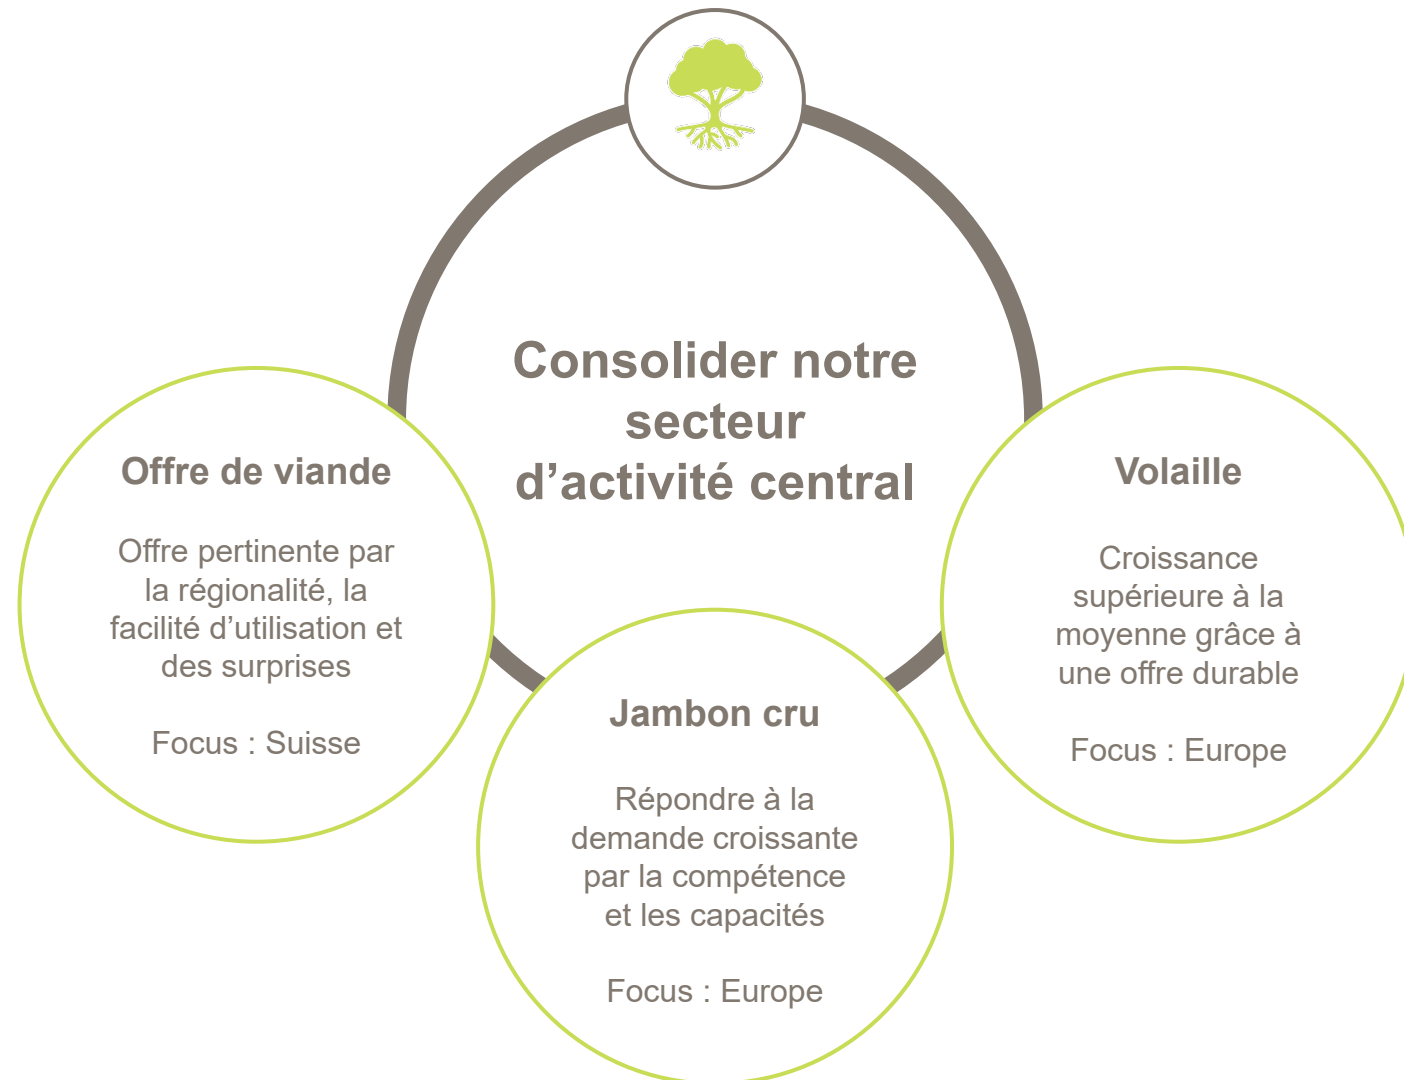 Consolider notre
secteur
d’activité central
Offre de viande
Offre pertinente par
la régionalité, la
facilité d’utilisation et
des surprises
Focus : Suisse
Jambon cru
Répondre à la
demande croissante
par la compétence
et les capacités
Focus : Europe
Volaille
Croissance
supérieure à la
moyenne grâce à
une offre durable
Focus : Europe